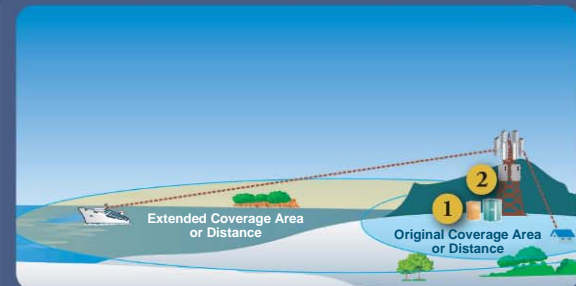 2
1
Extended Coverage Area
or Distance
Original Coverage Area
or Distance